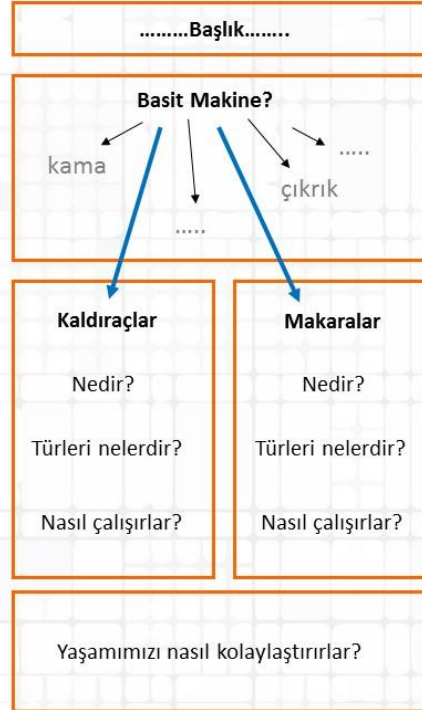 ………Başlık……..
Basit Makine?
kama
…..
çıkrık
…..
Kaldıraçlar
Nedir?
Türleri nelerdir?
Nasıl çalışırlar?
Makaralar
Nedir?
Türleri nelerdir?
Nasıl çalışırlar?
Yaşamımızı nasıl kolaylaştırırlar?